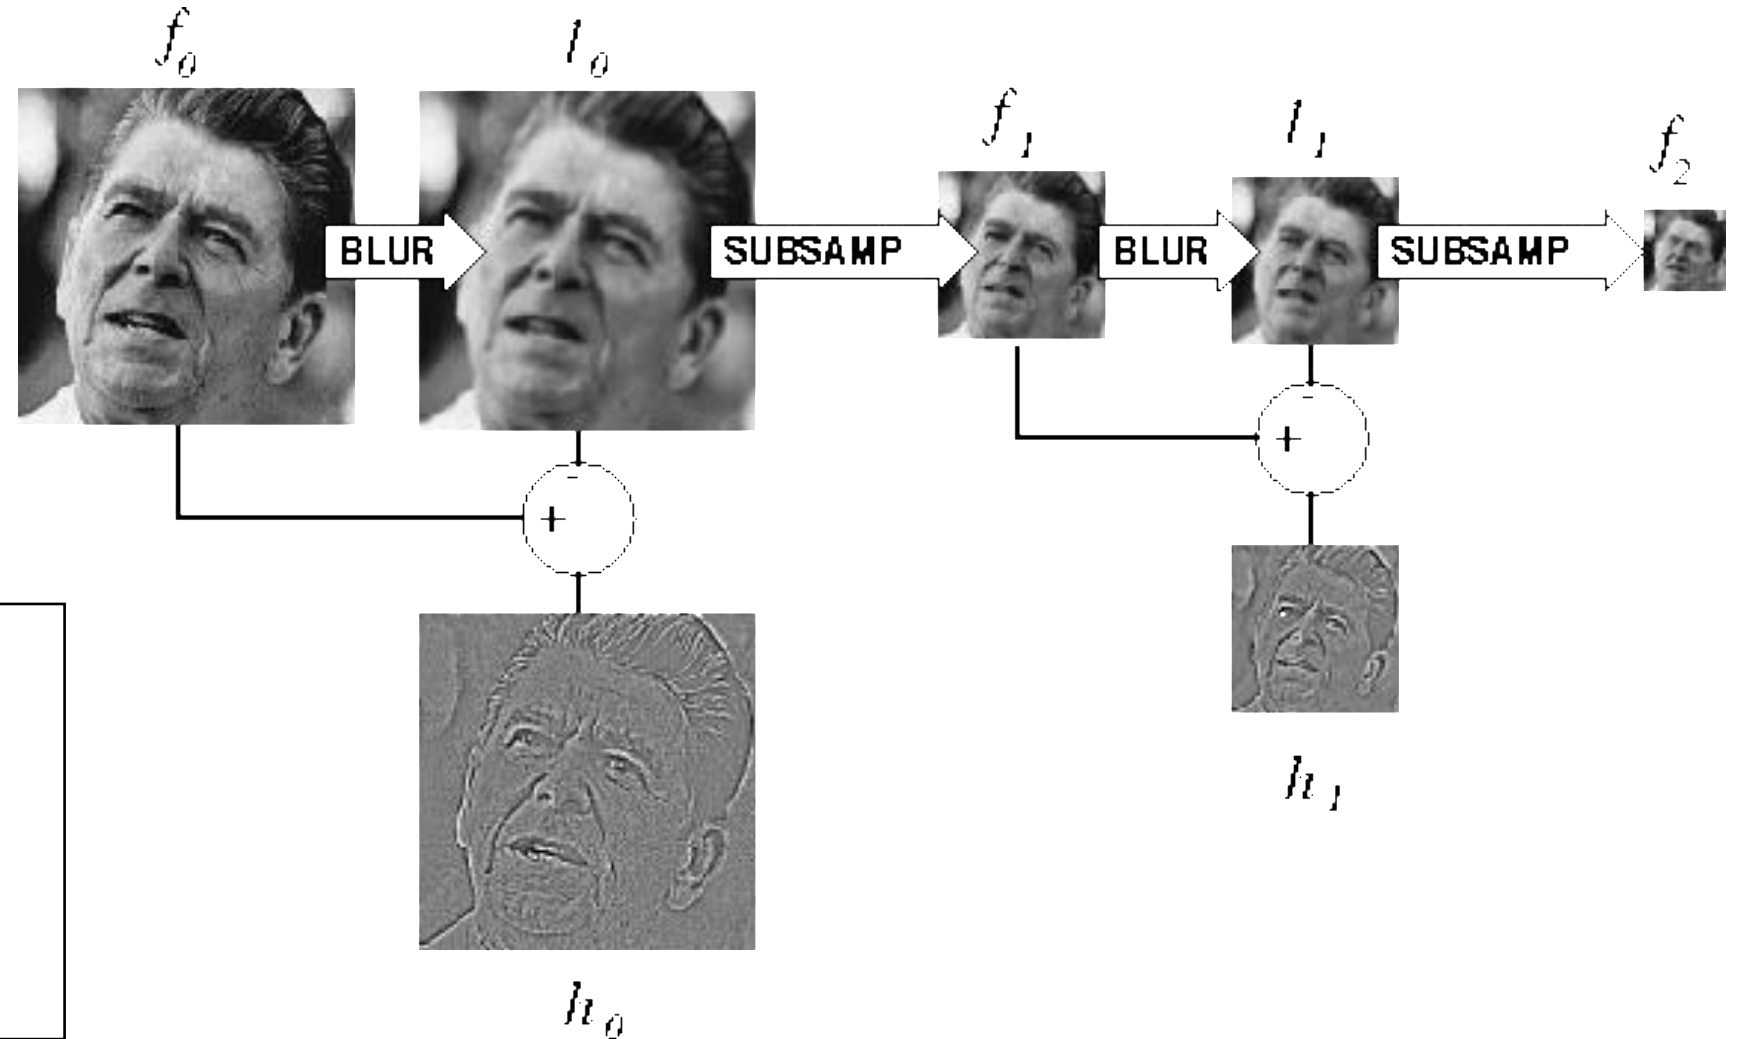 f₀
l₀
f₁
l₁
f₂
BLUR
SUBSAMP
BLUR
SUBSAMP
-
+
-
+
h₁
h₀